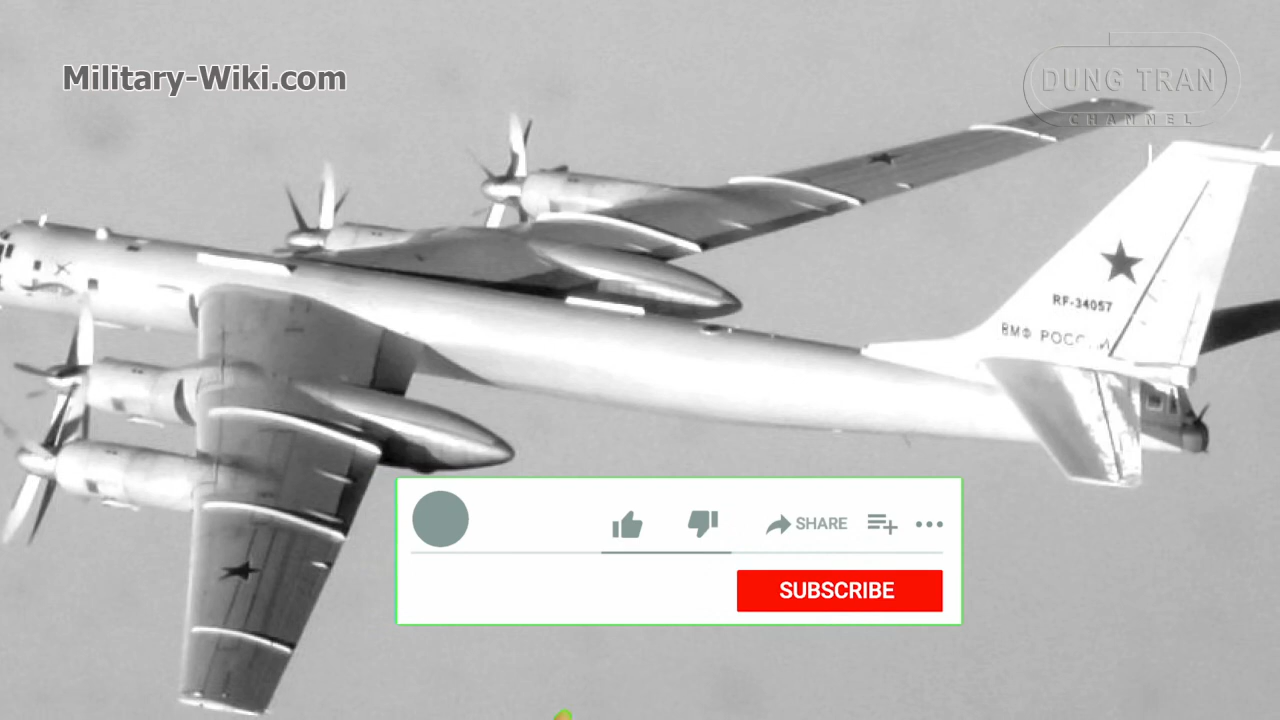 Military-Wiki.com
DUNG TRAN
CHANNEL
RF-34057
ВМФ РОССИИ
SHARE
SUBSCRIBE